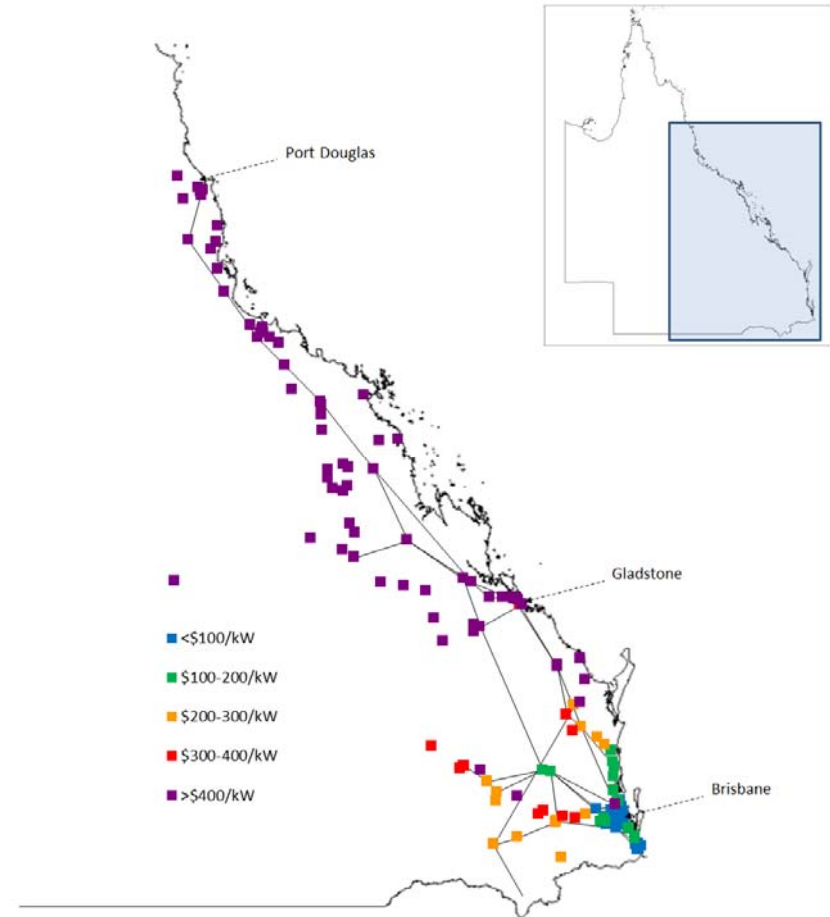 Port Douglas
Gladstone
<$100/kW
$100-200/kW
$200-300/kW
$300-400/kW
>$400/kW
Brisbane